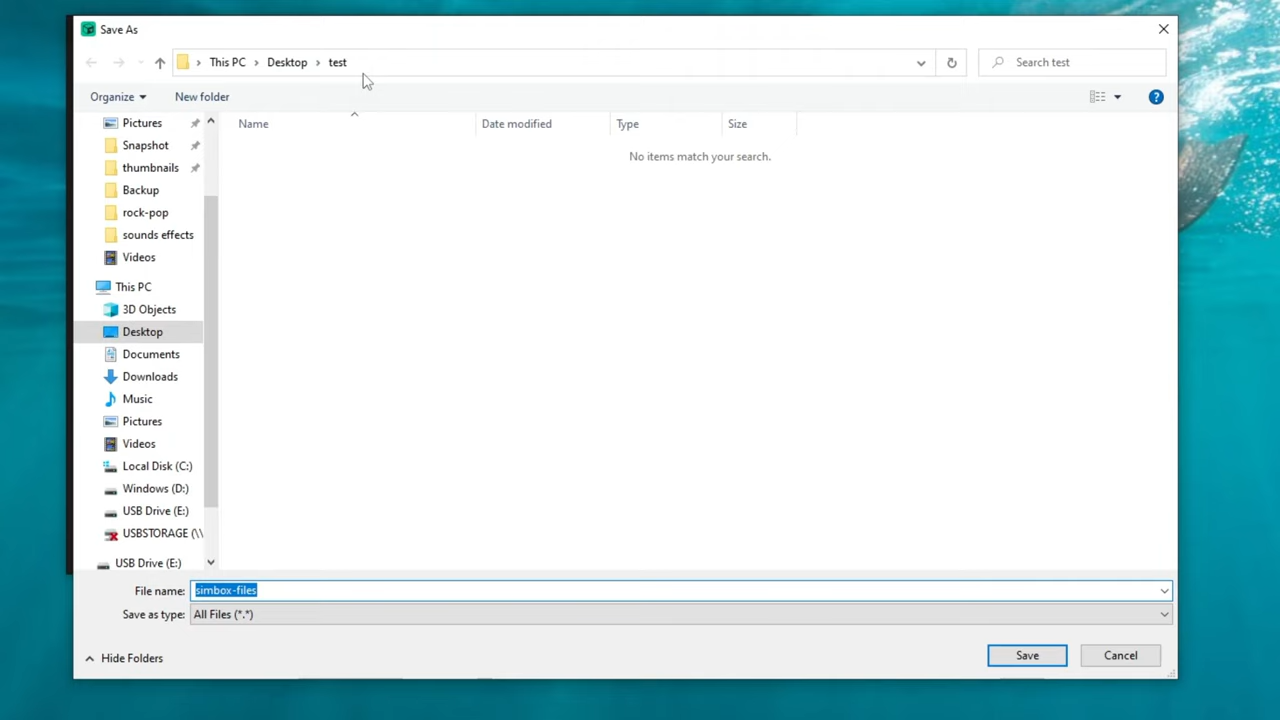 Save As
This PC > Desktop > test
Search test
Organize
New folder
Name
Date modified
Type
Size
No items match your search.
Pictures
Snapshot
thumbnails
Backup
rock-pop
sounds effects
Videos
This PC
3D Objects
Desktop
Documents
Downloads
Music
Pictures
Videos
Local Disk (C:)
Windows (D:)
USB Drive (E:)
USBSTORAGE (\\
USB Drive (E:)
File name: simbox-files
Save as type: All Files (*.*)
Hide Folders
Save
Cancel